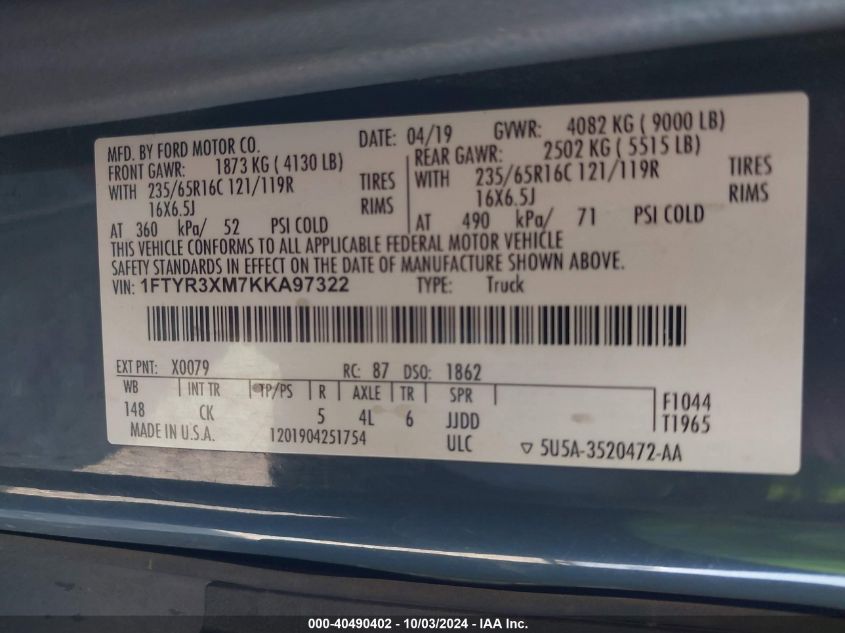 MFD. BY FORD MOTOR CO. DATE: 04/19 GVWR: 4082 KG ( 9000 LB)
FRONT GAWR: 1873 KG ( 4130 LB) REAR GAWR: 2502 KG ( 5515 LB)
WITH 235/65R16C 121/119R TIRES WITH 235/65R16C 121/119R TIRES
16X6.5J RIMS 16X6.5J RIMS
AT 360 kPa/ 52 PSI COLD AT 490 kPa/ 71 PSI COLD
THIS VEHICLE CONFORMS TO ALL APPLICABLE FEDERAL MOTOR VEHICLE
SAFETY STANDARDS IN EFFECT ON THE DATE OF MANUFACTURE SHOWN ABOVE.
VIN: 1FTYR3XM7KKA97322 TYPE: Truck
EXT PNT: X0079 RC: 87 DSO: 1862
WB INT TR TP/PS R AXLE TR SPR F1044
148 CK 5 4L 6 JJDD T1965
MADE IN U.S.A. 1201904251754 ULC ▽ 5U5A-3520472-AA
000-40490402 - 10/03/2024 - IAA Inc.